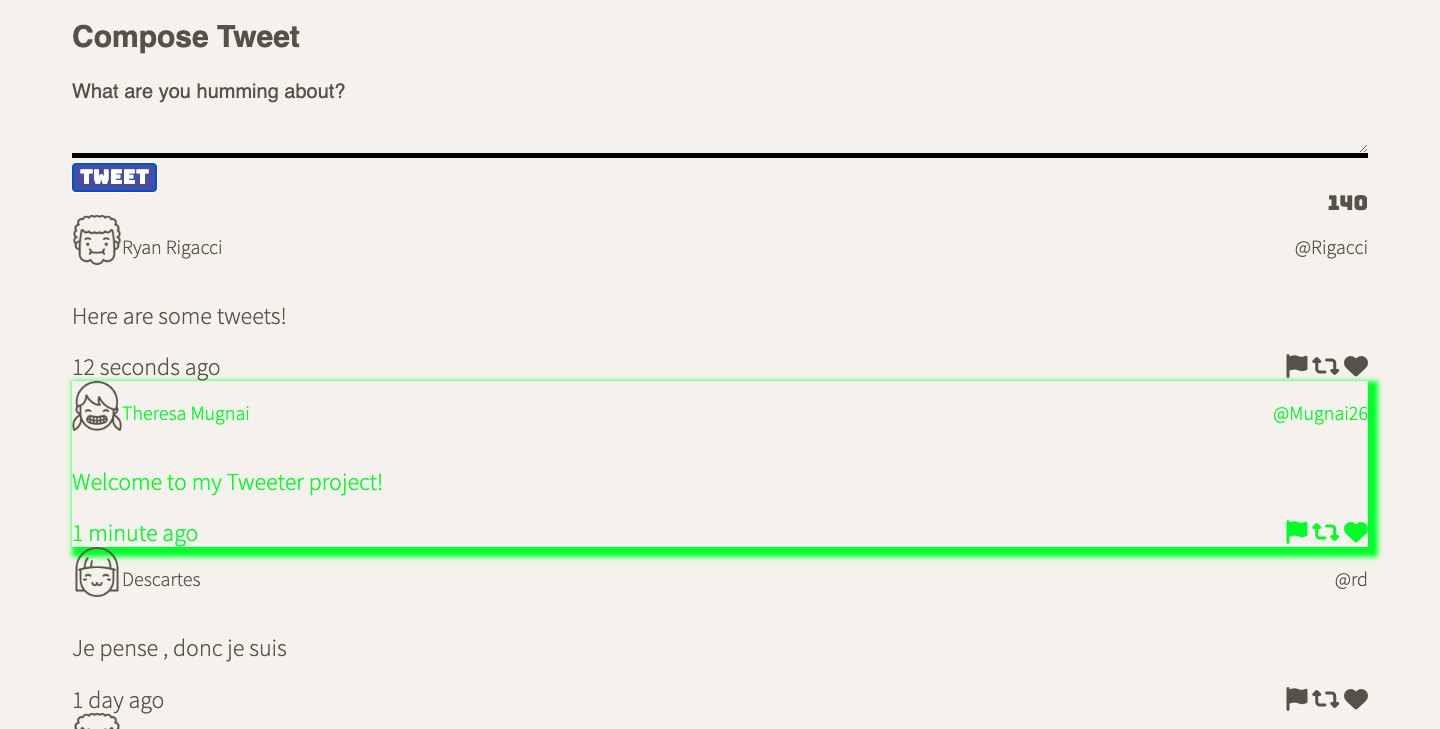 Compose Tweet
What are you humming about?
TWEET
140
Ryan Rigacci @Rigacci
Here are some tweets!
12 seconds ago
Theresa Mugnai @Mugnai26
Welcome to my Tweeter project!
1 minute ago
Descartes @rd
Je pense , donc je suis
1 day ago